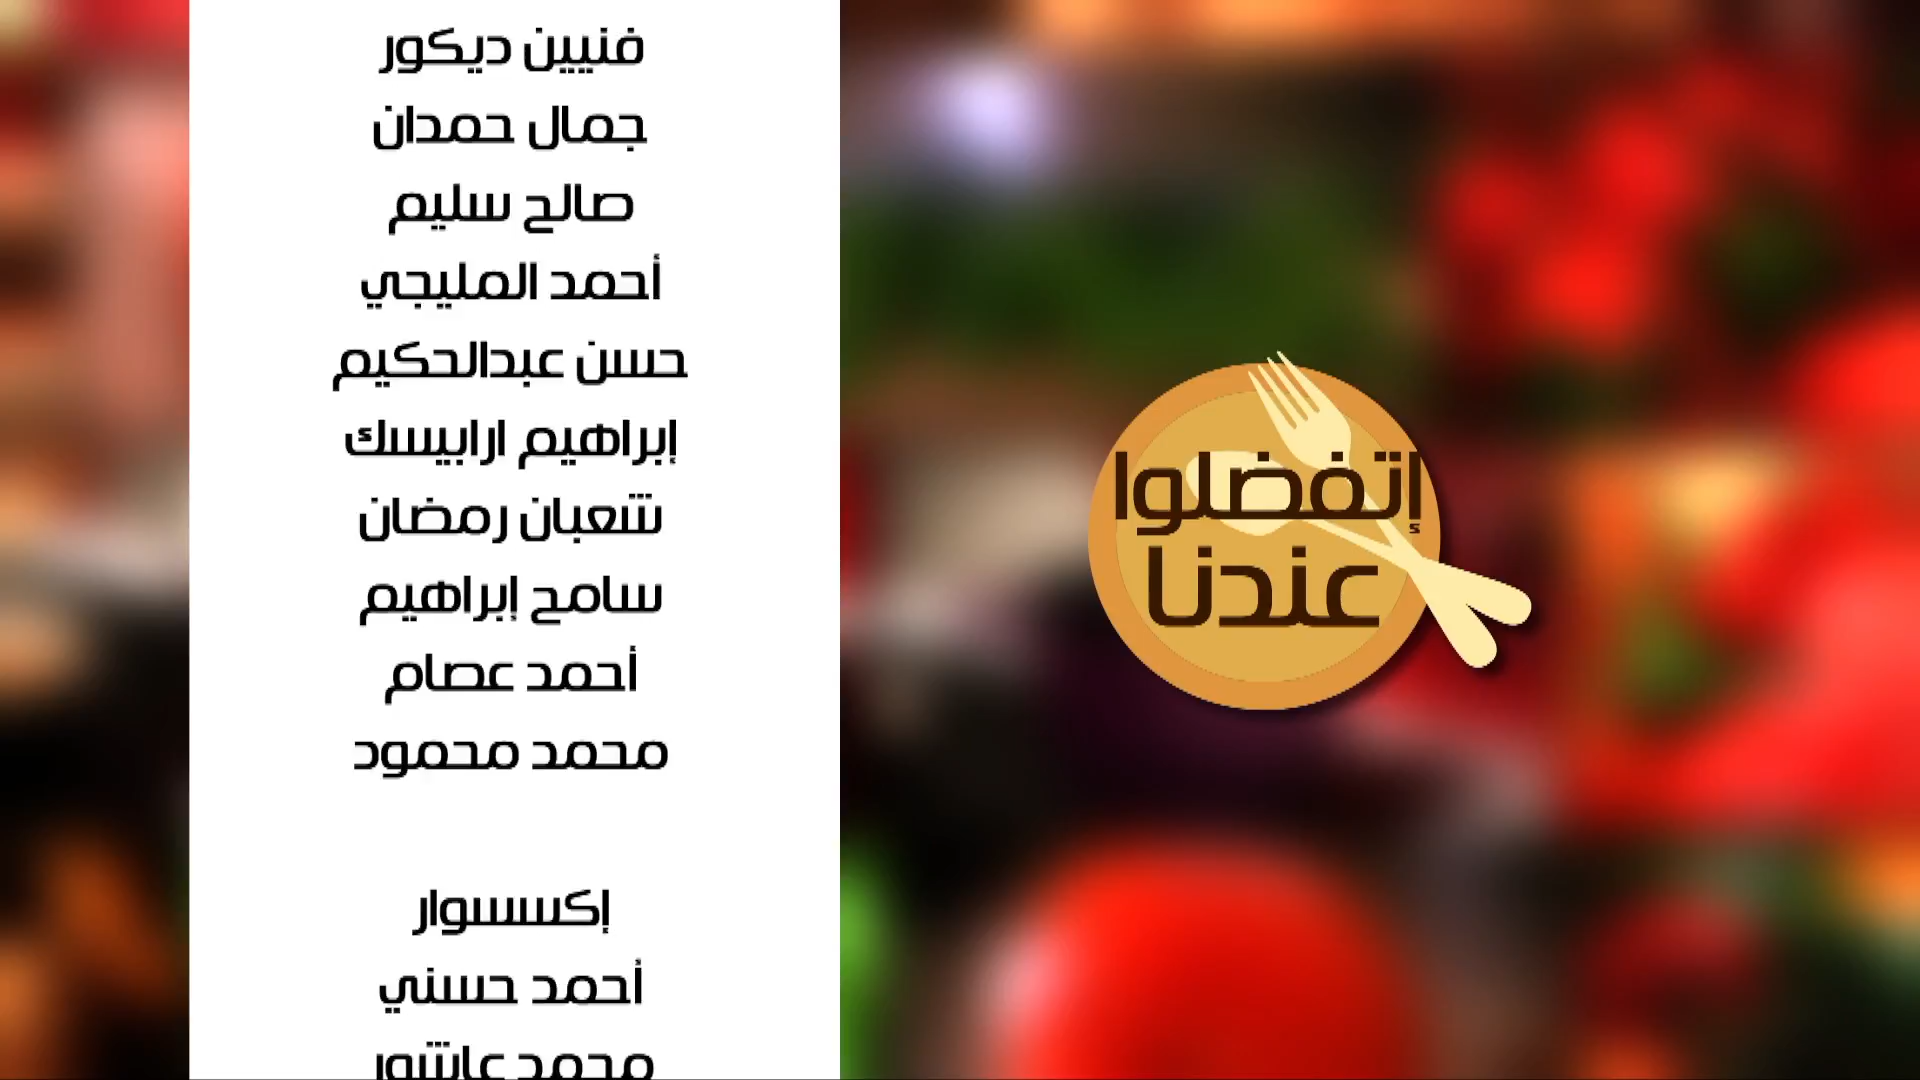 فنيين ديكور
جمال حمدان
صالح سليم
أحمد المليجي
حسن عبدالحكيم
إبراهيم ارابيسك
شعبان رمضان
سامح إبراهيم
أحمد عصام
محمد محمود
إكسسوار
أحمد حسني
محمد عاشور
إتفضلوا
عندنا